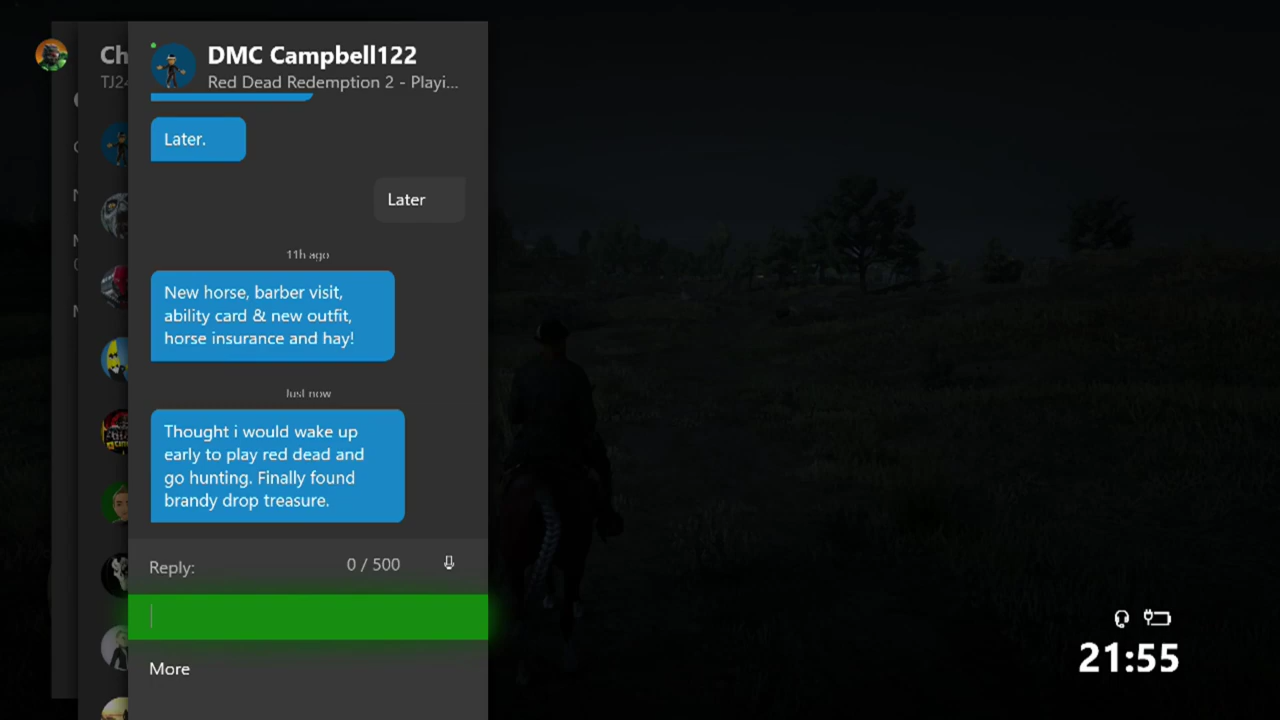 Ch
TJ24
DMC Campbell122
Red Dead Redemption 2 - Playi...
Later.
Later
11h ago
New horse, barber visit,
ability card & new outfit,
horse insurance and hay!
Just now
Thought i would wake up
early to play red dead and
go hunting. Finally found
brandy drop treasure.
Reply:
0 / 500
More
21:55